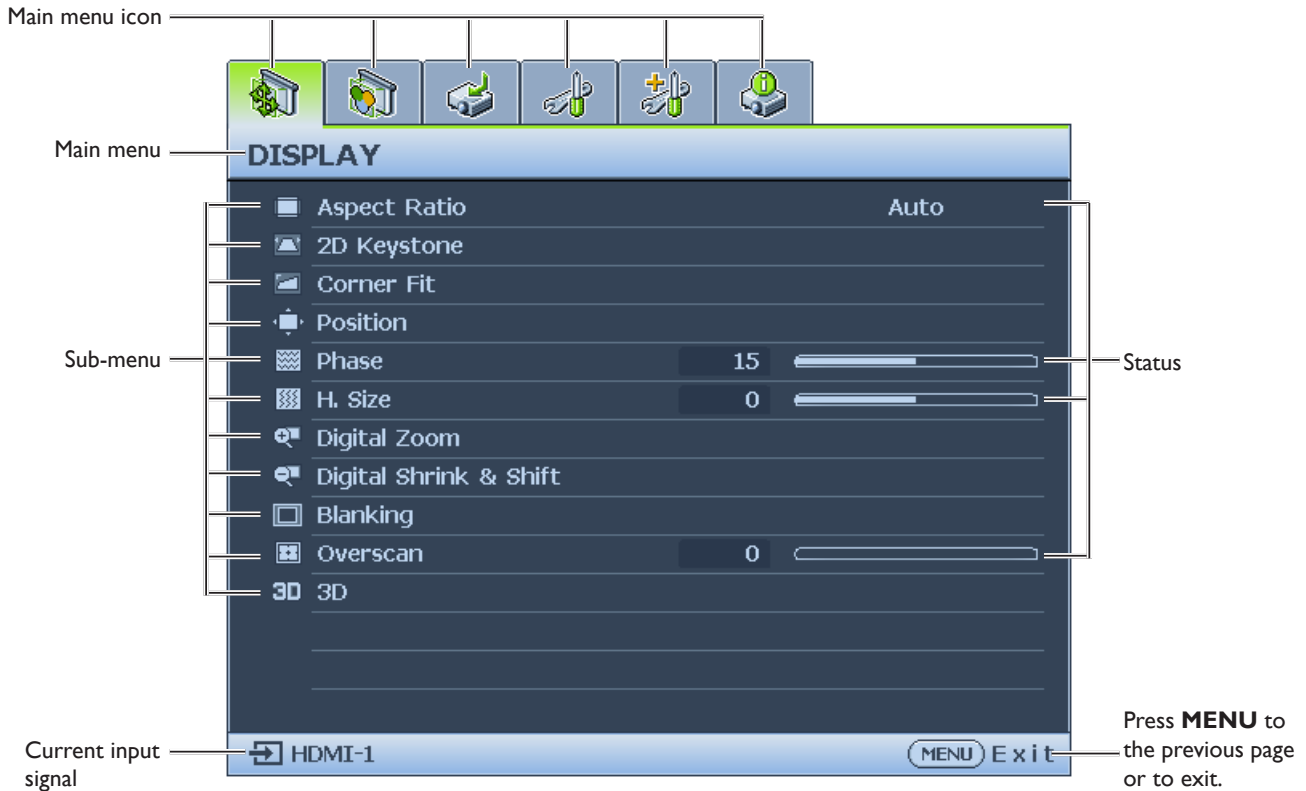 Main menu icon
Main menu
DISPLAY
Aspect Ratio Auto
2D Keystone
Corner Fit
Position
Sub-menu
Phase 15
Status
H. Size 0
Digital Zoom
Digital Shrink & Shift
Blanking
Overscan 0
3D 3D
Current input
signal
HDMI-1
MENU Exit
Press MENU to
the previous page
or to exit.